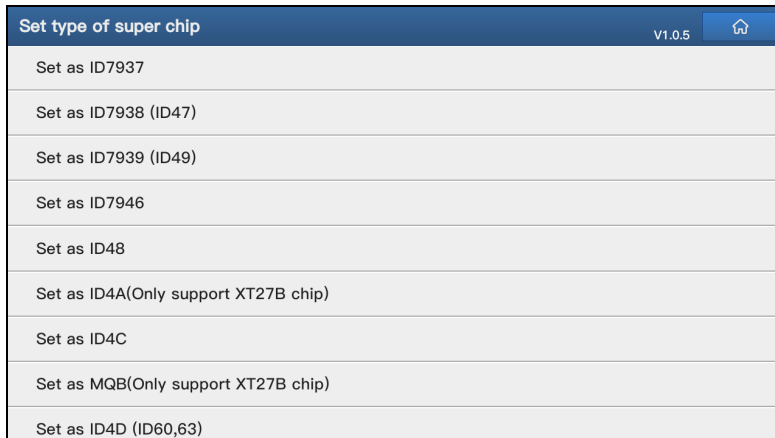 Set type of super chip
V1.0.5
Set as ID7937
Set as ID7938 (ID47)
Set as ID7939 (ID49)
Set as ID7946
Set as ID48
Set as ID4A(Only support XT27B chip)
Set as ID4C
Set as MQB(Only support XT27B chip)
Set as ID4D (ID60,63)